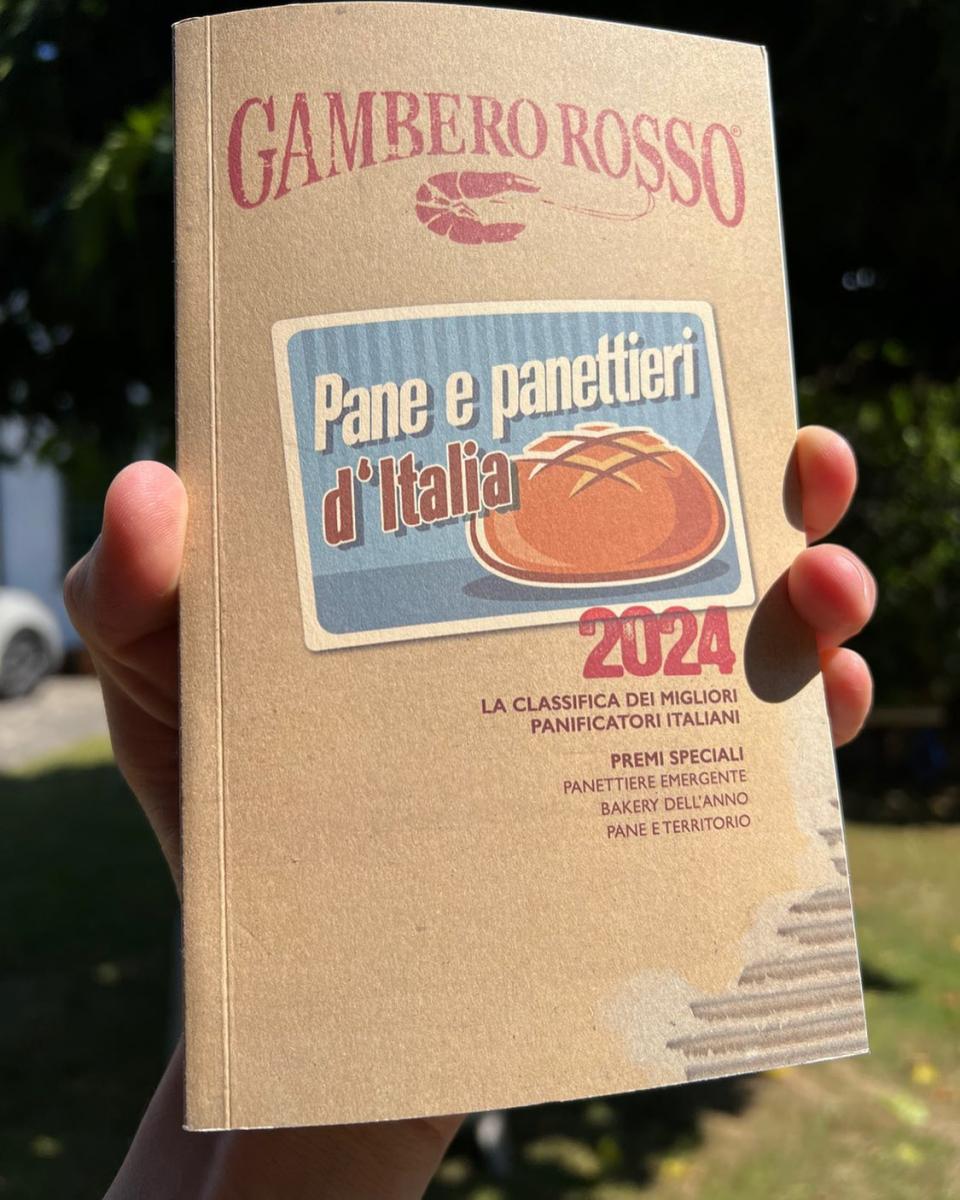 GAMBERO ROSSO®
Pane e panettieri
d'Italia
2024
LA CLASSIFICA DEI MIGLIORI
PANIFICATORI ITALIANI
PREMI SPECIALI
PANETTIERE EMERGENTE
BAKERY DELL'ANNO
PANE E TERRITORIO